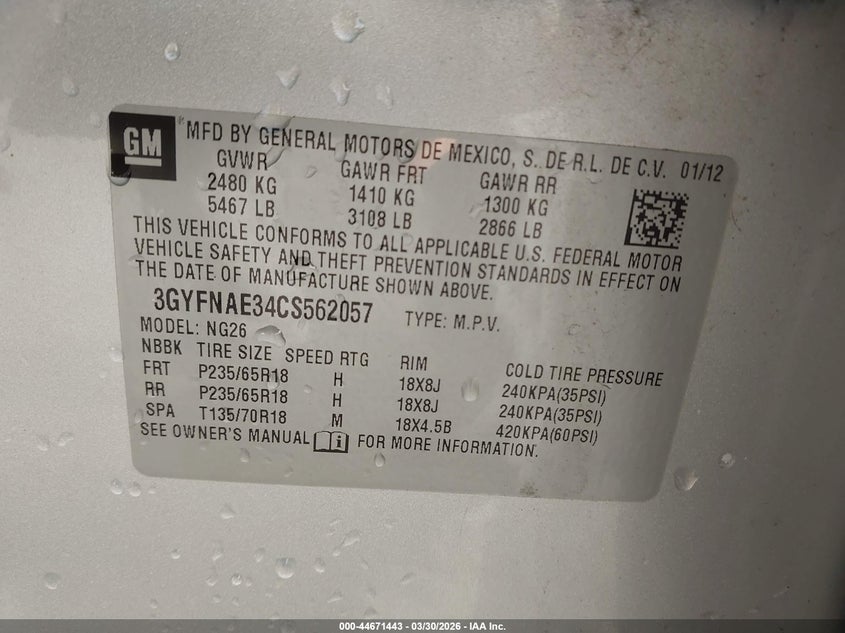 GM® MFD BY GENERAL MOTORS DE MEXICO, S. DE R.L. DE C.V. 01/12
GVWR GAWR FRT GAWR RR
2480 KG 1410 KG 1300 KG
5467 LB 3108 LB 2866 LB
THIS VEHICLE CONFORMS TO ALL APPLICABLE U.S. FEDERAL MOTOR
VEHICLE SAFETY AND THEFT PREVENTION STANDARDS IN EFFECT ON
THE DATE OF MANUFACTURE SHOWN ABOVE.
3GYFNAE34CS562057 TYPE: M.P.V.
MODEL: NG26
NBBK TIRE SIZE SPEED RTG RIM COLD TIRE PRESSURE
FRT P235/65R18 H 18X8J 240KPA(35PSI)
RR P235/65R18 H 18X8J 240KPA(35PSI)
SPA T135/70R18 M 18X4.5B 420KPA(60PSI)
SEE OWNER'S MANUAL i FOR MORE INFORMATION.
000-44671443 - 03/30/2026 - IAA Inc.